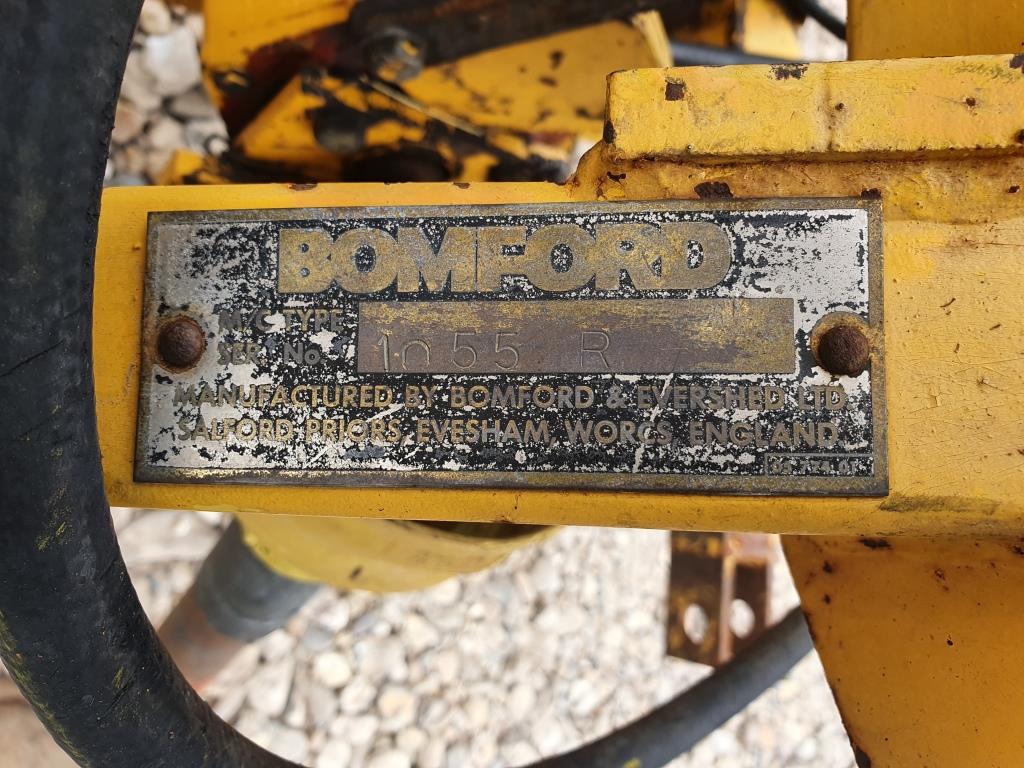 BOMFORD
M/C TYPE
SER. No. 1055 R
MANUFACTURED BY BOMFORD & EVERSHED LTD
SALFORD PRIORS, EVESHAM, WORCS, ENGLAND